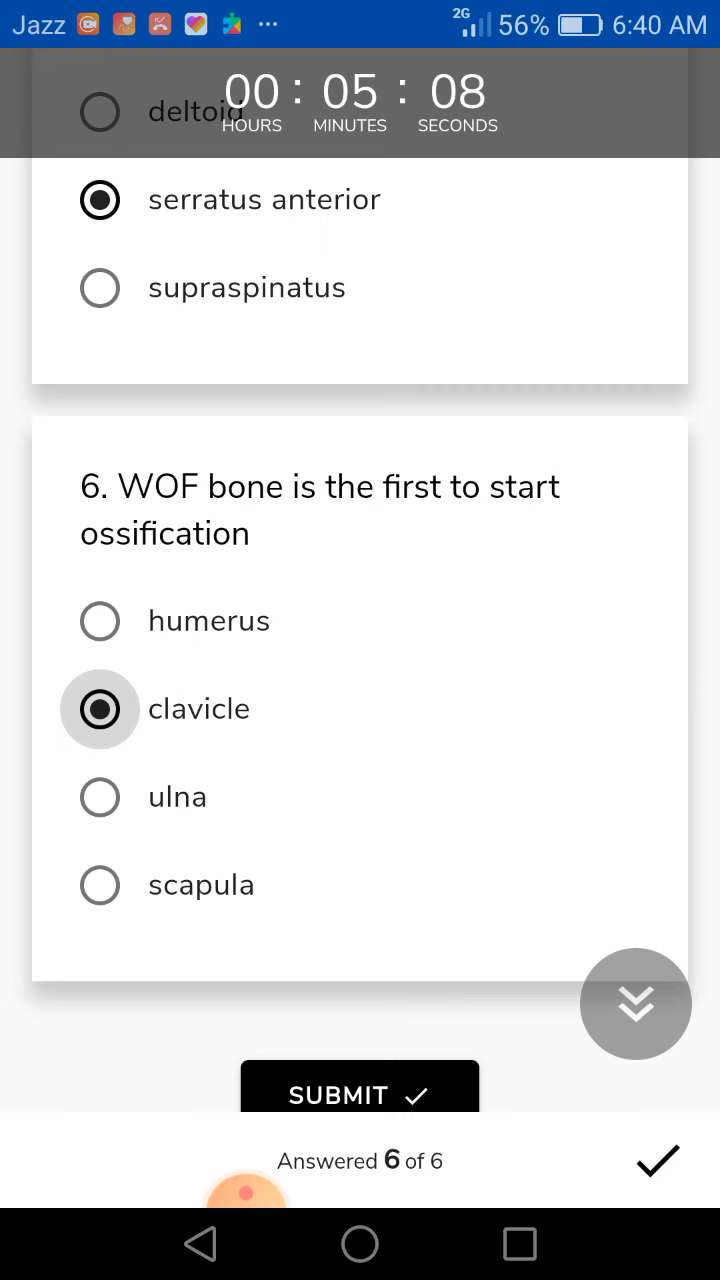 Jazz 2G 56% 6:40 AM
00 : 05 : 08
HOURS MINUTES SECONDS
deltoid
serratus anterior
supraspinatus
6. WOF bone is the first to start
ossification
humerus
clavicle
ulna
scapula
SUBMIT
Answered 6 of 6